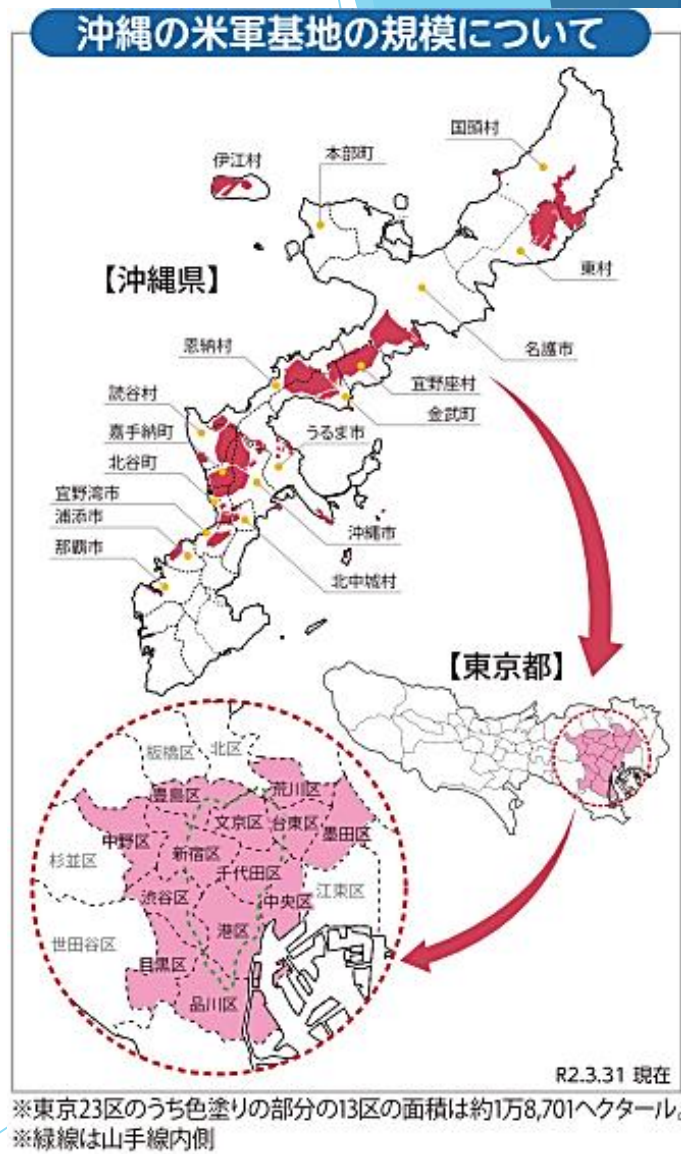 沖縄の米軍基地の規模について
国頭村
本部町
伊江村
東村
【沖縄県】
名護市
恩納村
宜野座村
読谷村
金武町
嘉手納町
うるま市
北谷町
宜野湾市
浦添市
沖縄市
那覇市
北中城村
【東京都】
板橋区
北区
豊島区
荒川区
文京区
台東区
墨田区
中野区
新宿区
杉並区
千代田区
江東区
渋谷区
中央区
港区
世田谷区
目黒区
品川区
R2.3.31 現在
※東京23区のうち色塗りの部分の13区の面積は約1万8,701ヘクタール。
※緑線は山手線内側